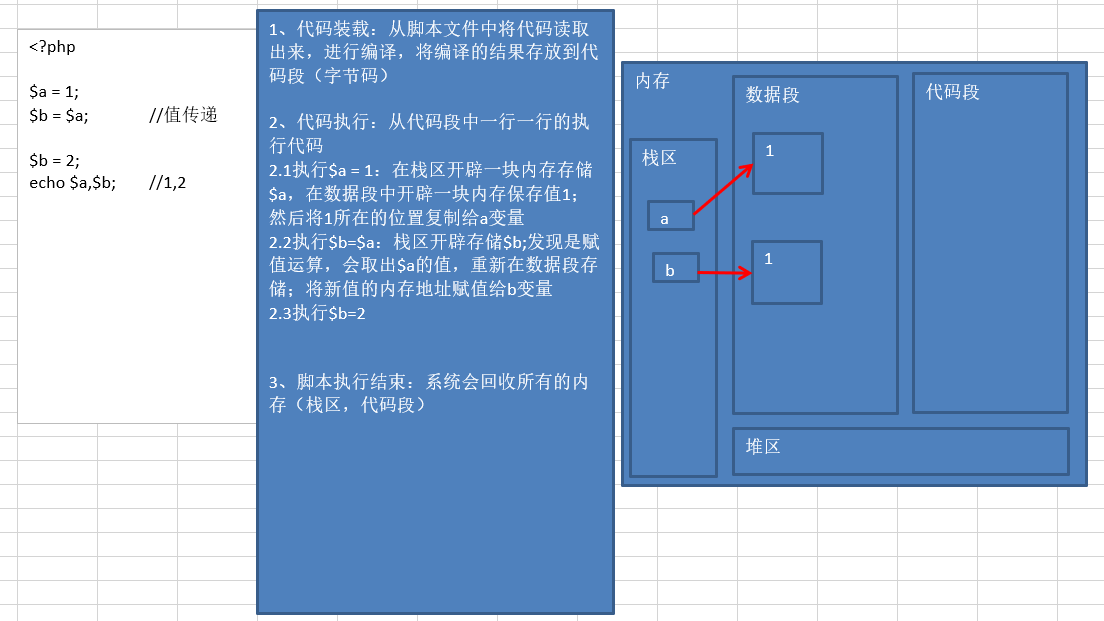 <?php
$a = 1;
$b = $a; //值传递
$b = 2;
echo $a,$b; //1,2
1、代码装载：从脚本文件中将代码读取
出来，进行编译，将编译的结果存放到代
码段（字节码）
2、代码执行：从代码段中一行一行的执
行代码
2.1执行$a = 1：在栈区开辟一块内存存储
$a，在数据段中开辟一块内存保存值1；
然后将1所在的位置复制给a变量
2.2执行$b=$a：栈区开辟存储$b;发现是赋
值运算，会取出$a的值，重新在数据段存
储；将新值的内存地址赋值给b变量
2.3执行$b=2
3、脚本执行结束：系统会回收所有的内
存（栈区，代码段）
内存
数据段
代码段
栈区
1
a
1
b
堆区